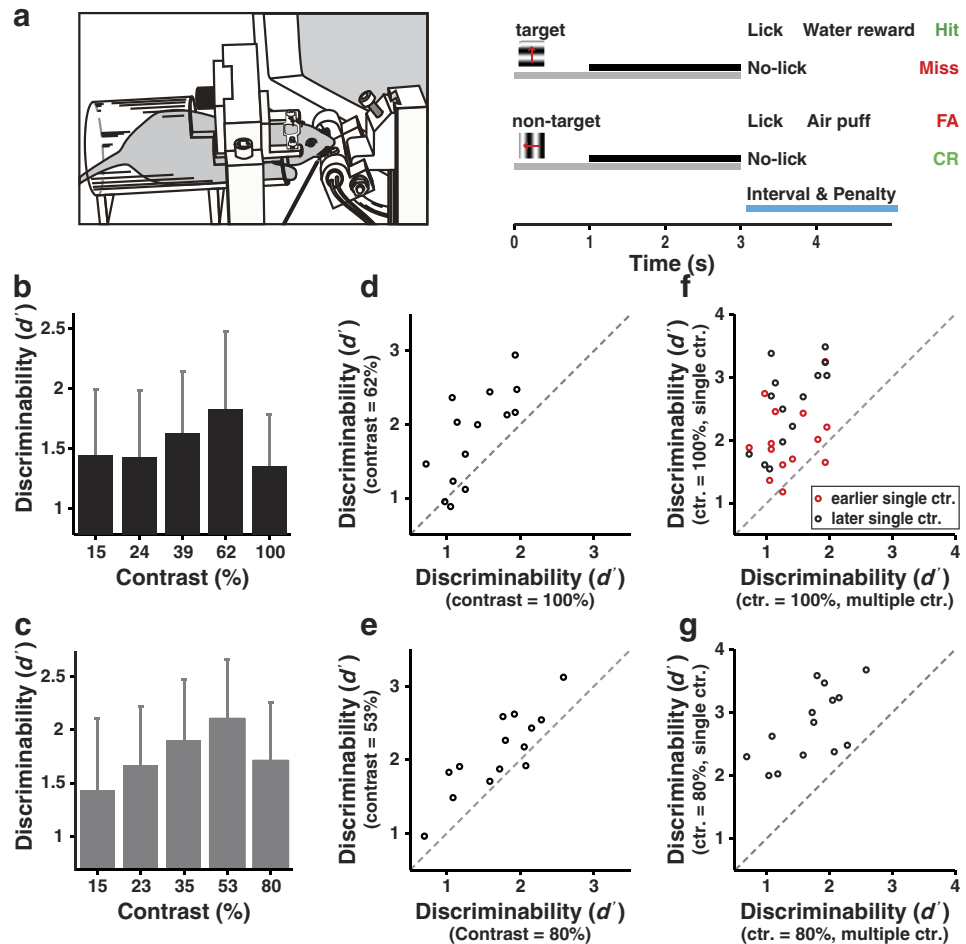 a
target
Lick Water reward Hit
No-lick Miss
non-target
Lick Air puff FA
No-lick CR
Interval & Penalty
0 1 2 3 4
Time (s)
b
Discriminability (d′)
2.5
2
1.5
1
15 24 39 62 100
Contrast (%)
d
Discriminability (d′)
(contrast = 62%)
3
2
1
1 2 3
Discriminability (d′)
(contrast = 100%)
f
Discriminability (d′)
(ctr. = 100%, single ctr.)
4
3
2
1
earlier single ctr.
later single ctr.
1 2 3 4
Discriminability (d′)
(ctr. = 100%, multiple ctr.)
c
Discriminability (d′)
2.5
2
1.5
1
15 23 35 53 80
Contrast (%)
e
Discriminability (d′)
(contrast = 53%)
3
2
1
1 2 3
Discriminability (d′)
(Contrast = 80%)
g
Discriminability (d′)
(ctr. = 80%, single ctr.)
4
3
2
1
1 2 3 4
Discriminability (d′)
(ctr. = 80%, multiple ctr.)